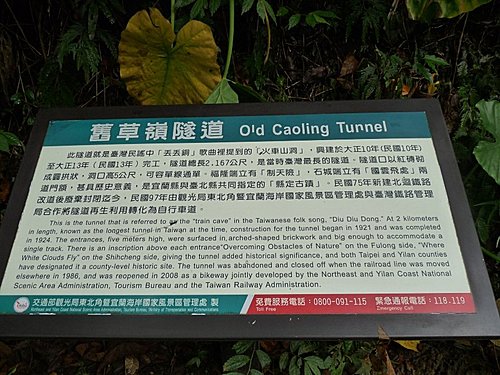 舊草嶺隧道 Old Caoling Tunnel
此隧道就是臺灣民謠中「丟丟銅」歌曲裡提到的「火車山洞」，興建於大正10年(民國10年)
至大正13年（民國13年）完工，隧道總長2,167公尺，是當時臺灣最長的隧道。隧道口以紅磚砌
成圓拱狀，洞口高5公尺，可容單線通車，福隆端立有「制天險」，石城端立有「國雲飛處」兩
道門額，甚具歷史意義，是宜蘭縣與臺北縣共同指定的「縣定古蹟」。民國75年新建北迴鐵路
改道後廢棄封閉迄今，民國97年由觀光局東北角暨宜蘭海岸國家風景區管理處與臺灣鐵路管理
局合作將隧道再生利用轉化為自行車道。
This is the tunnel that is referred to as the "train cave" in the Taiwanese folk song, "Diu Diu Dong." At 2 kilometers
in length, known as the longest tunnel in Taiwan at the time, construction for the tunnel began in 1921 and was completed
in 1924. The entrances, five meters high, were surfaced in arched-shaped brickwork and big enough to accommodate a
single track. There is an inscription above each entrance"Overcoming Obstacles of Nature" on the Fulong side, "Where
White Clouds Fly" on the Shihcheng side, giving the tunnel added historical significance, and both Taipei and Yilan counties
have designated it a county-level historic site. The tunnel was abandoned and closed off when the railroad line was moved
elsewhere in 1986, and was reopened in 2008 as a bikeway jointly developed by the Northeast and Yilan Coast National
Scenic Area Administration, Tourism Bureau and the Taiwan Railway Administration.
交通部觀光局東北角暨宜蘭海岸國家風景區管理處 製
Northeast and Yilan Coast National Scenic Area Administration, Tourism Bureau, Ministry of Transportation and Communications
免費服務電話：0800-091-115 緊急通報電話：118.119
Toll Free Emergency Call